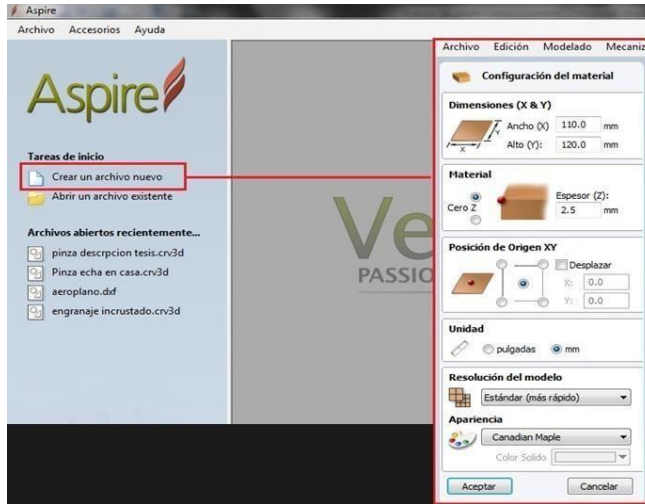 Aspire
Archivo Accesorios Ayuda
Aspire
Tareas de inicio
Crear un archivo nuevo
Abrir un archivo existente
Archivos abiertos recientemente...
pinza descrpcion tesis.crv3d
Pinza echa en casa.crv3d
aeroplano.dxf
engranaje incrustado.crv3d
Ve
PASSIO
Archivo Edición Modelado Mecaniz
Configuración del material
Dimensiones (X & Y)
Ancho (X) 110.0 mm
Alto (Y): 120.0 mm
Y
X
Material
Cero Z
Espesor (Z):
2.5 mm
Posición de Origen XY
Desplazar
X: 0.0
Y: 0.0
Unidad
pulgadas mm
Resolución del modelo
Estándar (más rápido)
Apariencia
Canadian Maple
Color Solido
Aceptar Cancelar